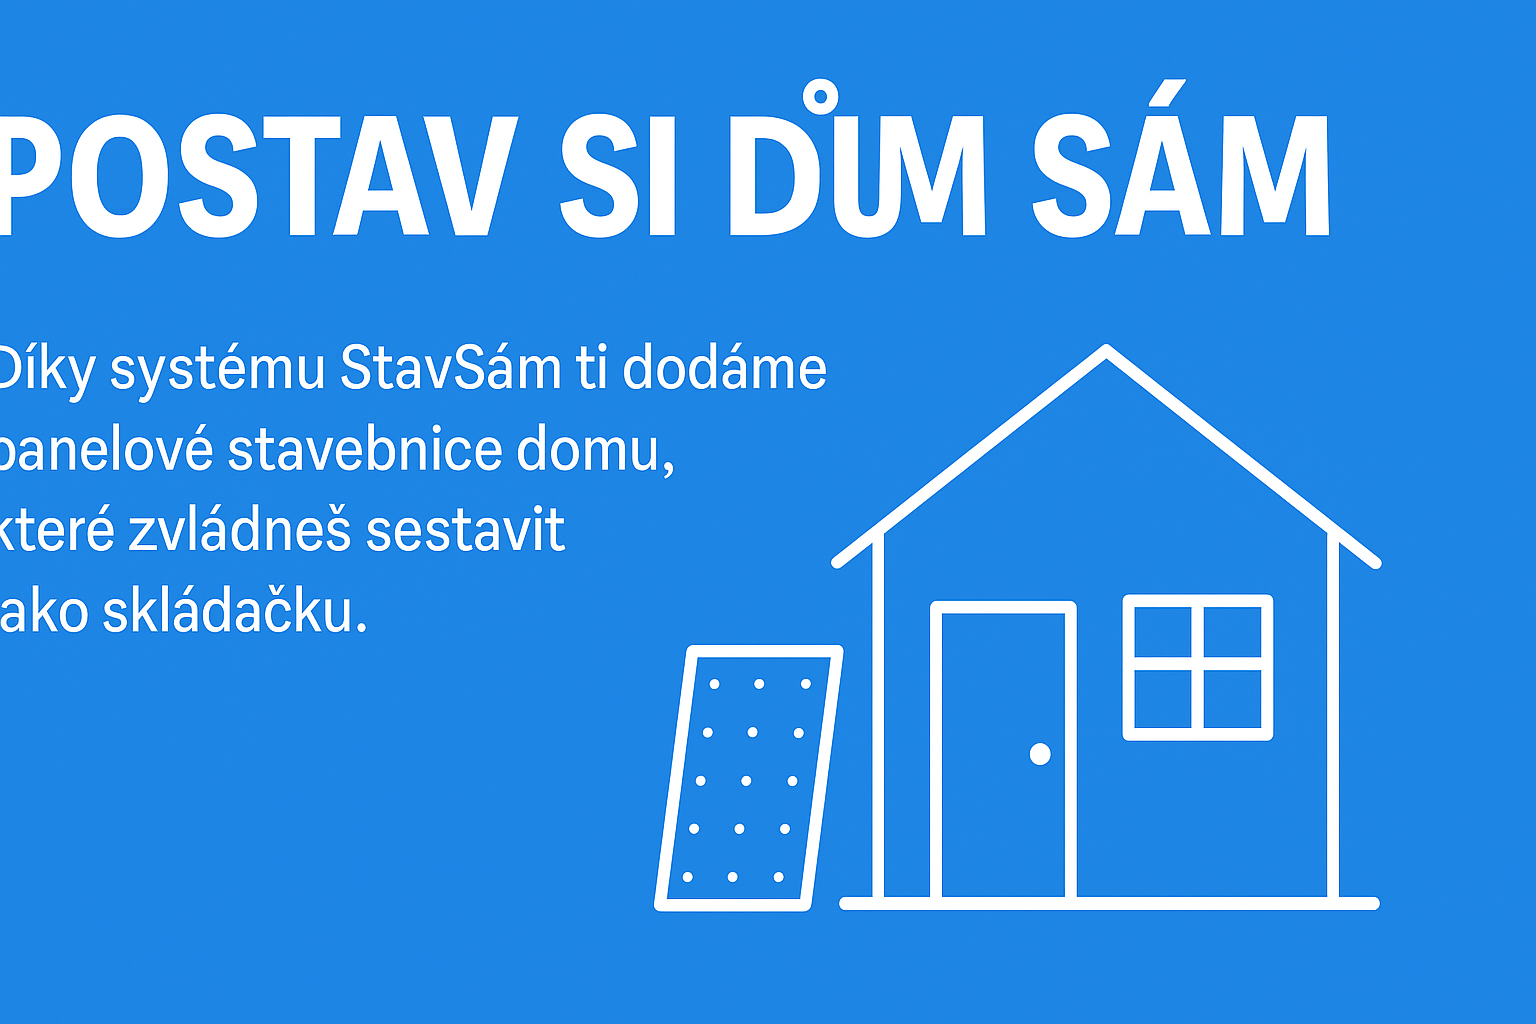 POSTAV SI DŮM SÁM
Díky systému StavSám ti dodáme
panelové stavebnice domu,
které zvládneš sestavit
jako skládačku.